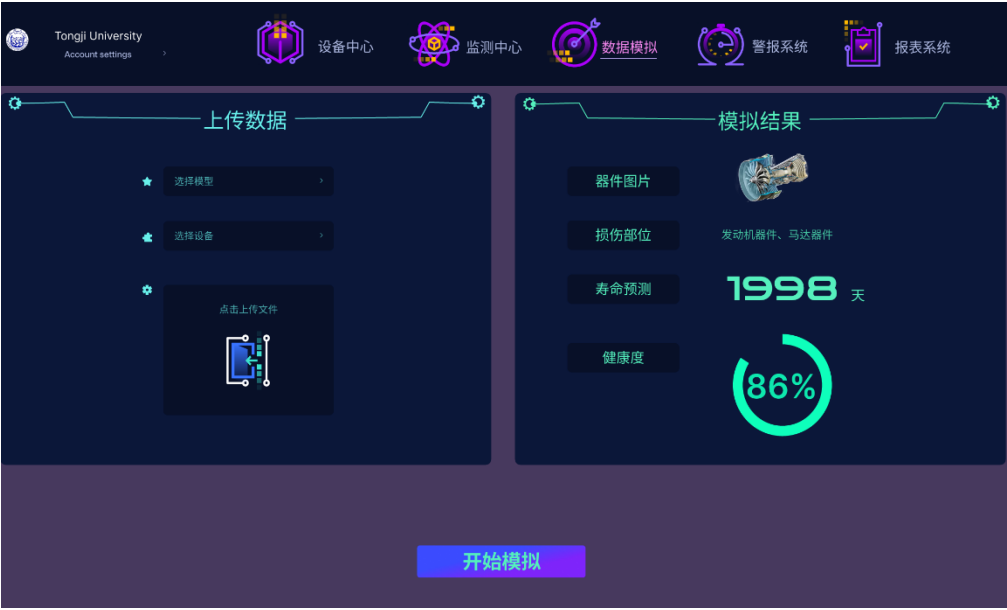 Tongji University
Account settings
设备中心
监测中心
数据模拟
警报系统
报表系统
上传数据
选择模型
选择设备
点击上传文件
模拟结果
器件图片
损伤部位
发动机器件、马达器件
寿命预测
1998 天
健康度
86%
开始模拟